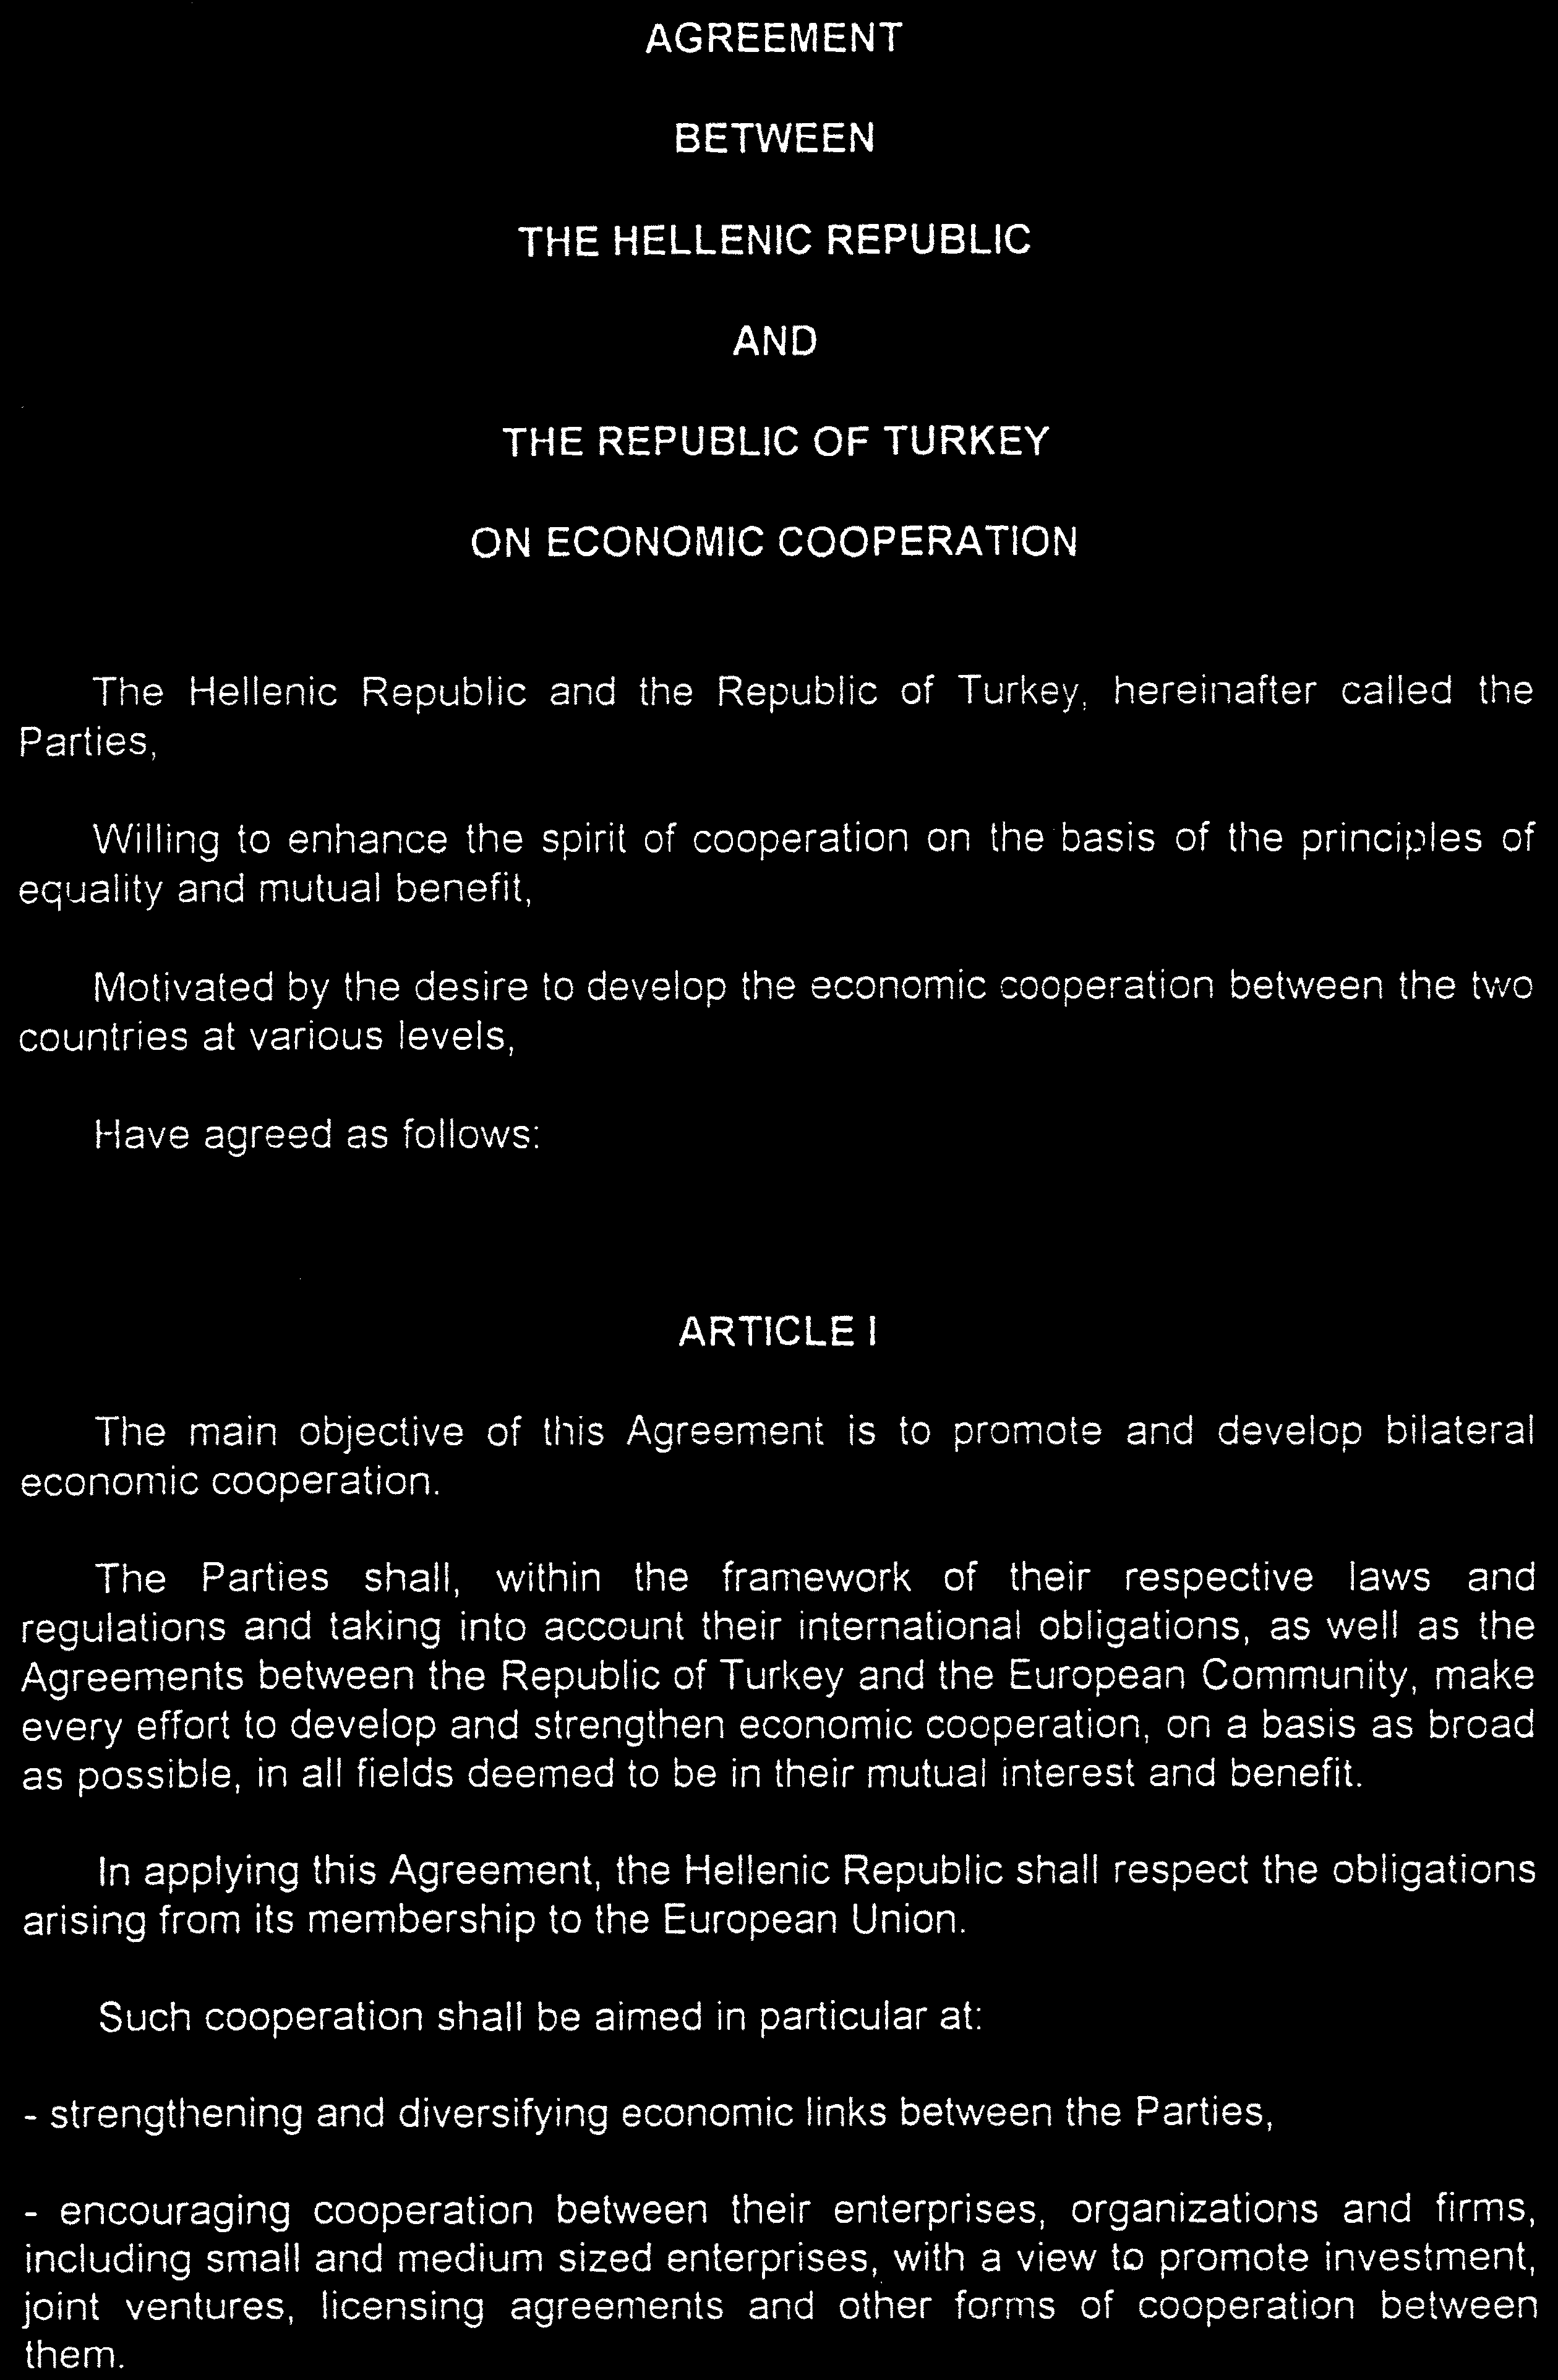 AGREEMENT
BETWEEN
THE HELLENIC REPUBLIC
AND
THE REPUBLIC OF TURKEY
ON ECONOMIC COOPERATION
The Hellenic Republic and the Republic of Turkey, hereinafter called the
Parties,
Willing to enhance the spirit of cooperation on the basis of the principles of
equality and mutual benefit,
Motivated by the desire to develop the economic cooperation between the two
countries at various levels,
Have agreed as follows:
ARTICLE I
The main objective of this Agreement is to promote and develop bilateral
economic cooperation.
The Parties shall, within the framework of their respective laws and
regulations and taking into account their international obligations, as well as the
Agreements between the Republic of Turkey and the European Community, make
every effort to develop and strengthen economic cooperation, on a basis as broad
as possible, in all fields deemed to be in their mutual interest and benefit.
In applying this Agreement, the Hellenic Republic shall respect the obligations
arising from its membership to the European Union.
Such cooperation shall be aimed in particular at:
- strengthening and diversifying economic links between the Parties,
- encouraging cooperation between their enterprises, organizations and firms,
including small and medium sized enterprises, with a view to promote investment,
joint ventures, licensing agreements and other forms of cooperation between
them.